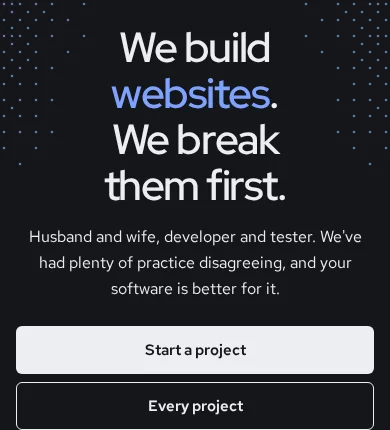 We build
websites.
We break
them first.
Husband and wife, developer and tester. We've
had plenty of practice disagreeing, and your
software is better for it.
Start a project
Every project